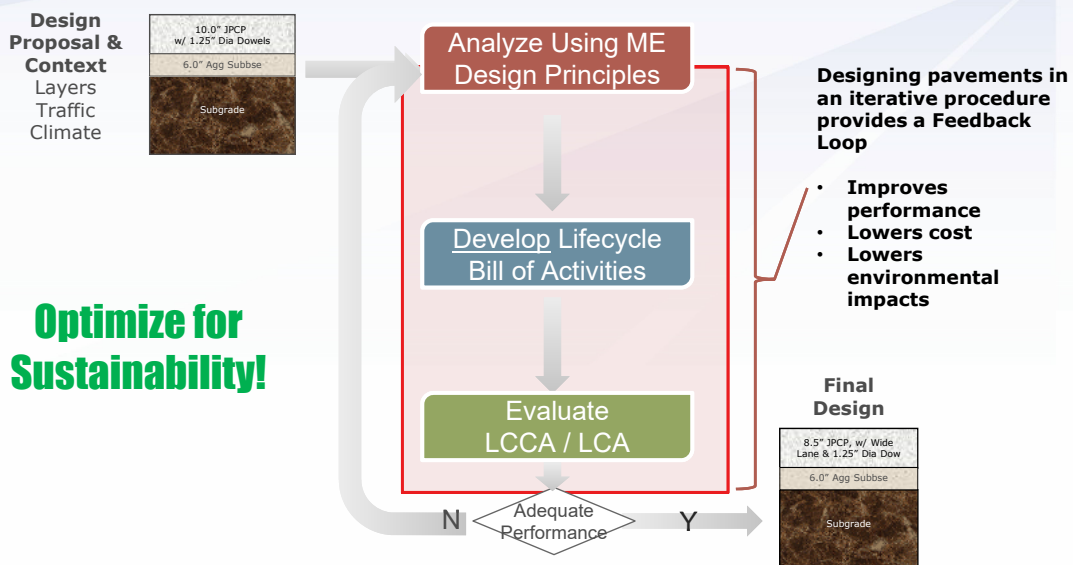 Design
Proposal &
Context
Layers
Traffic
Climate
10.0" JPCP
w/ 1.25" Dia Dowels
6.0" Agg Subbse
Subgrade
Analyze Using ME
Design Principles
Develop Lifecycle
Bill of Activities
Evaluate
LCCA / LCA
Adequate
Performance
N
Y
Designing pavements in
an iterative procedure
provides a Feedback
Loop
• Improves
performance
• Lowers cost
• Lowers
environmental
impacts
Optimize for
Sustainability!
Final
Design
8.5" JPCP, w/ Wide
Lane & 1.25" Dia Dow
6.0" Agg Subbse
Subgrade